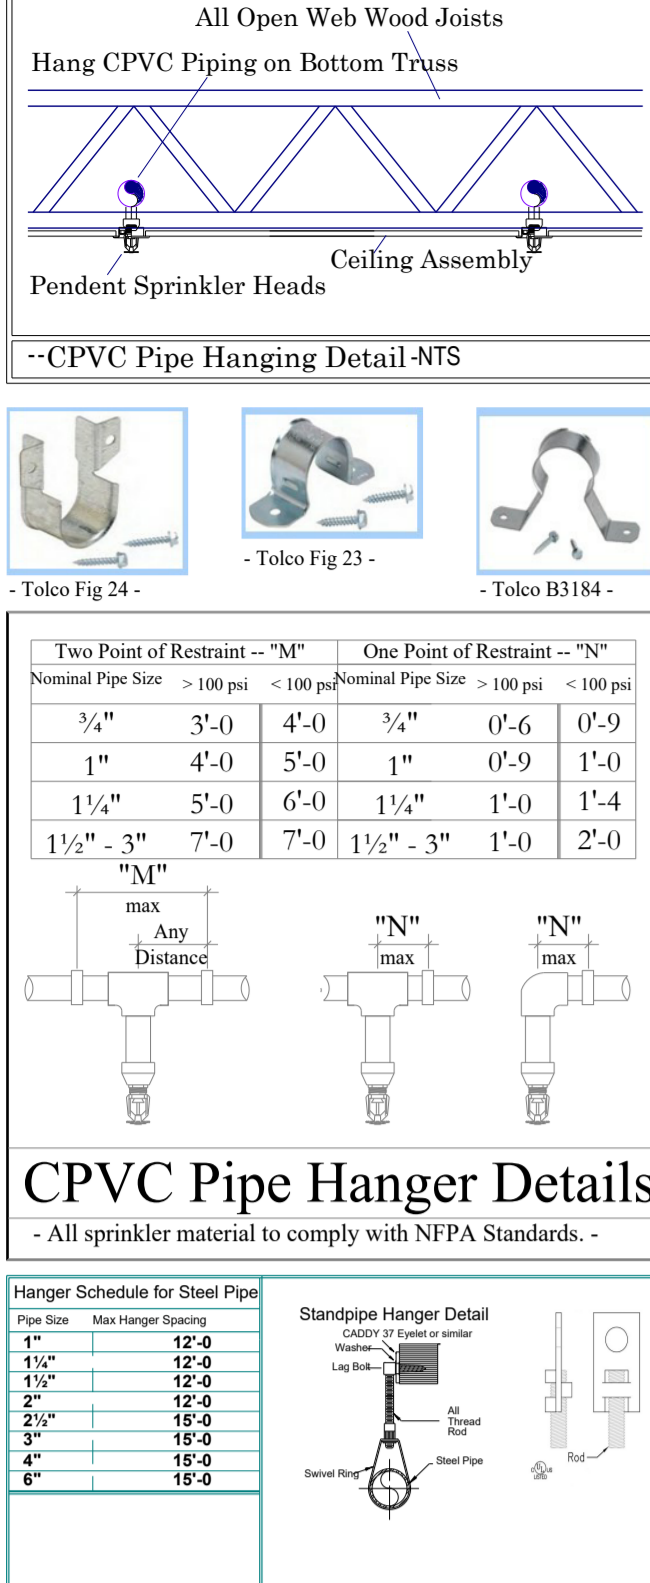 All Open Web Wood Joists
Hang CPVC Piping on Bottom Truss
Ceiling Assembly
Pendent Sprinkler Heads
--CPVC Pipe Hanging Detail-NTS
- Tolco Fig 24 -
- Tolco Fig 23 -
- Tolco B3184 -
Two Point of Restraint -- "M" One Point of Restraint -- "N"
Nominal Pipe Size > 100 psi < 100 psi Nominal Pipe Size > 100 psi < 100 psi
¾" 3'-0 4'-0 ¾" 0'-6 0'-9
1" 4'-0 5'-0 1" 0'-9 1'-0
1¼" 5'-0 6'-0 1¼" 1'-0 1'-4
1½" - 3" 7'-0 7'-0 1½" - 3" 1'-0 2'-0
"M"
max
Any
Distance
"N"
max
"N"
max
CPVC Pipe Hanger Details
- All sprinkler material to comply with NFPA Standards. -
Hanger Schedule for Steel Pipe
Pipe Size Max Hanger Spacing
1" 12'-0
1¼" 12'-0
1½" 12'-0
2" 12'-0
2½" 15'-0
3" 15'-0
4" 15'-0
6" 15'-0
Standpipe Hanger Detail
CADDY 37 Eyelet or similar
Washer
Lag Bolt
All
Thread
Rod
Steel Pipe
Swivel Ring
Rod
C UL US
LISTED